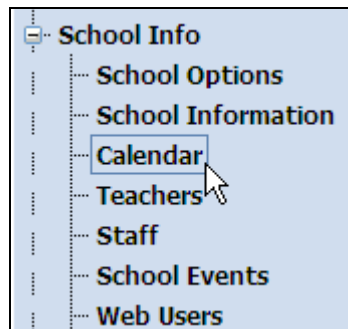 School Info
School Options
School Information
Calendar
Teachers
Staff
School Events
Web Users